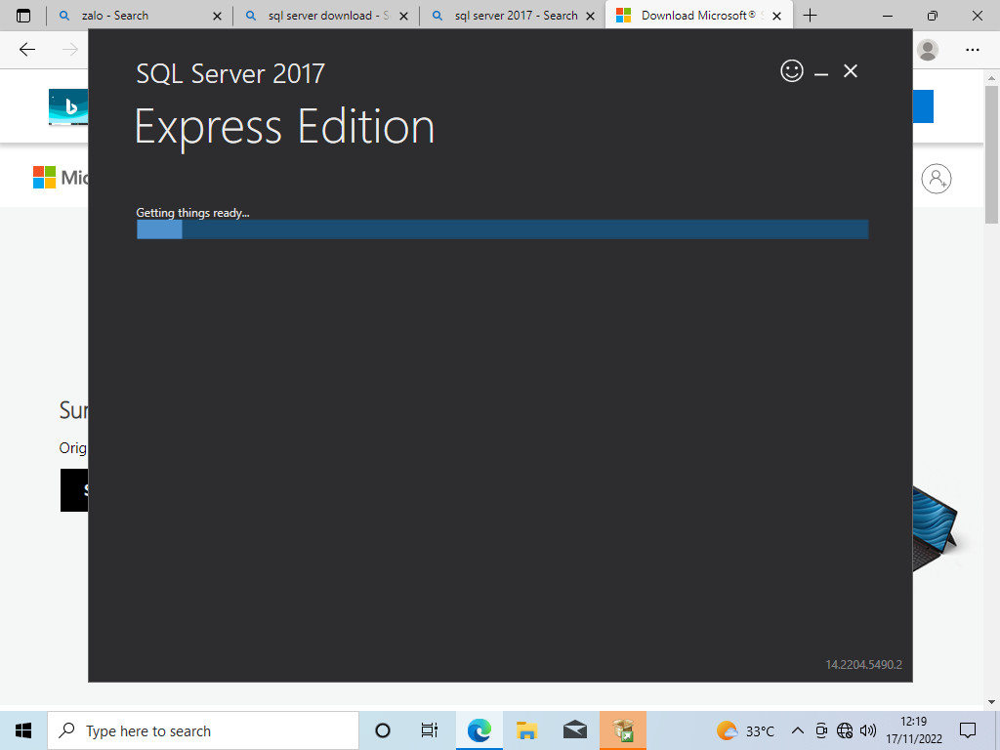 zalo - Search
sql server download - S
sql server 2017 - Search
Download Microsoft®
SQL Server 2017
Express Edition
Mic
Getting things ready...
Sur
Orig
S
14.2204.5490.2
Type here to search
33°C
12:19
17/11/2022